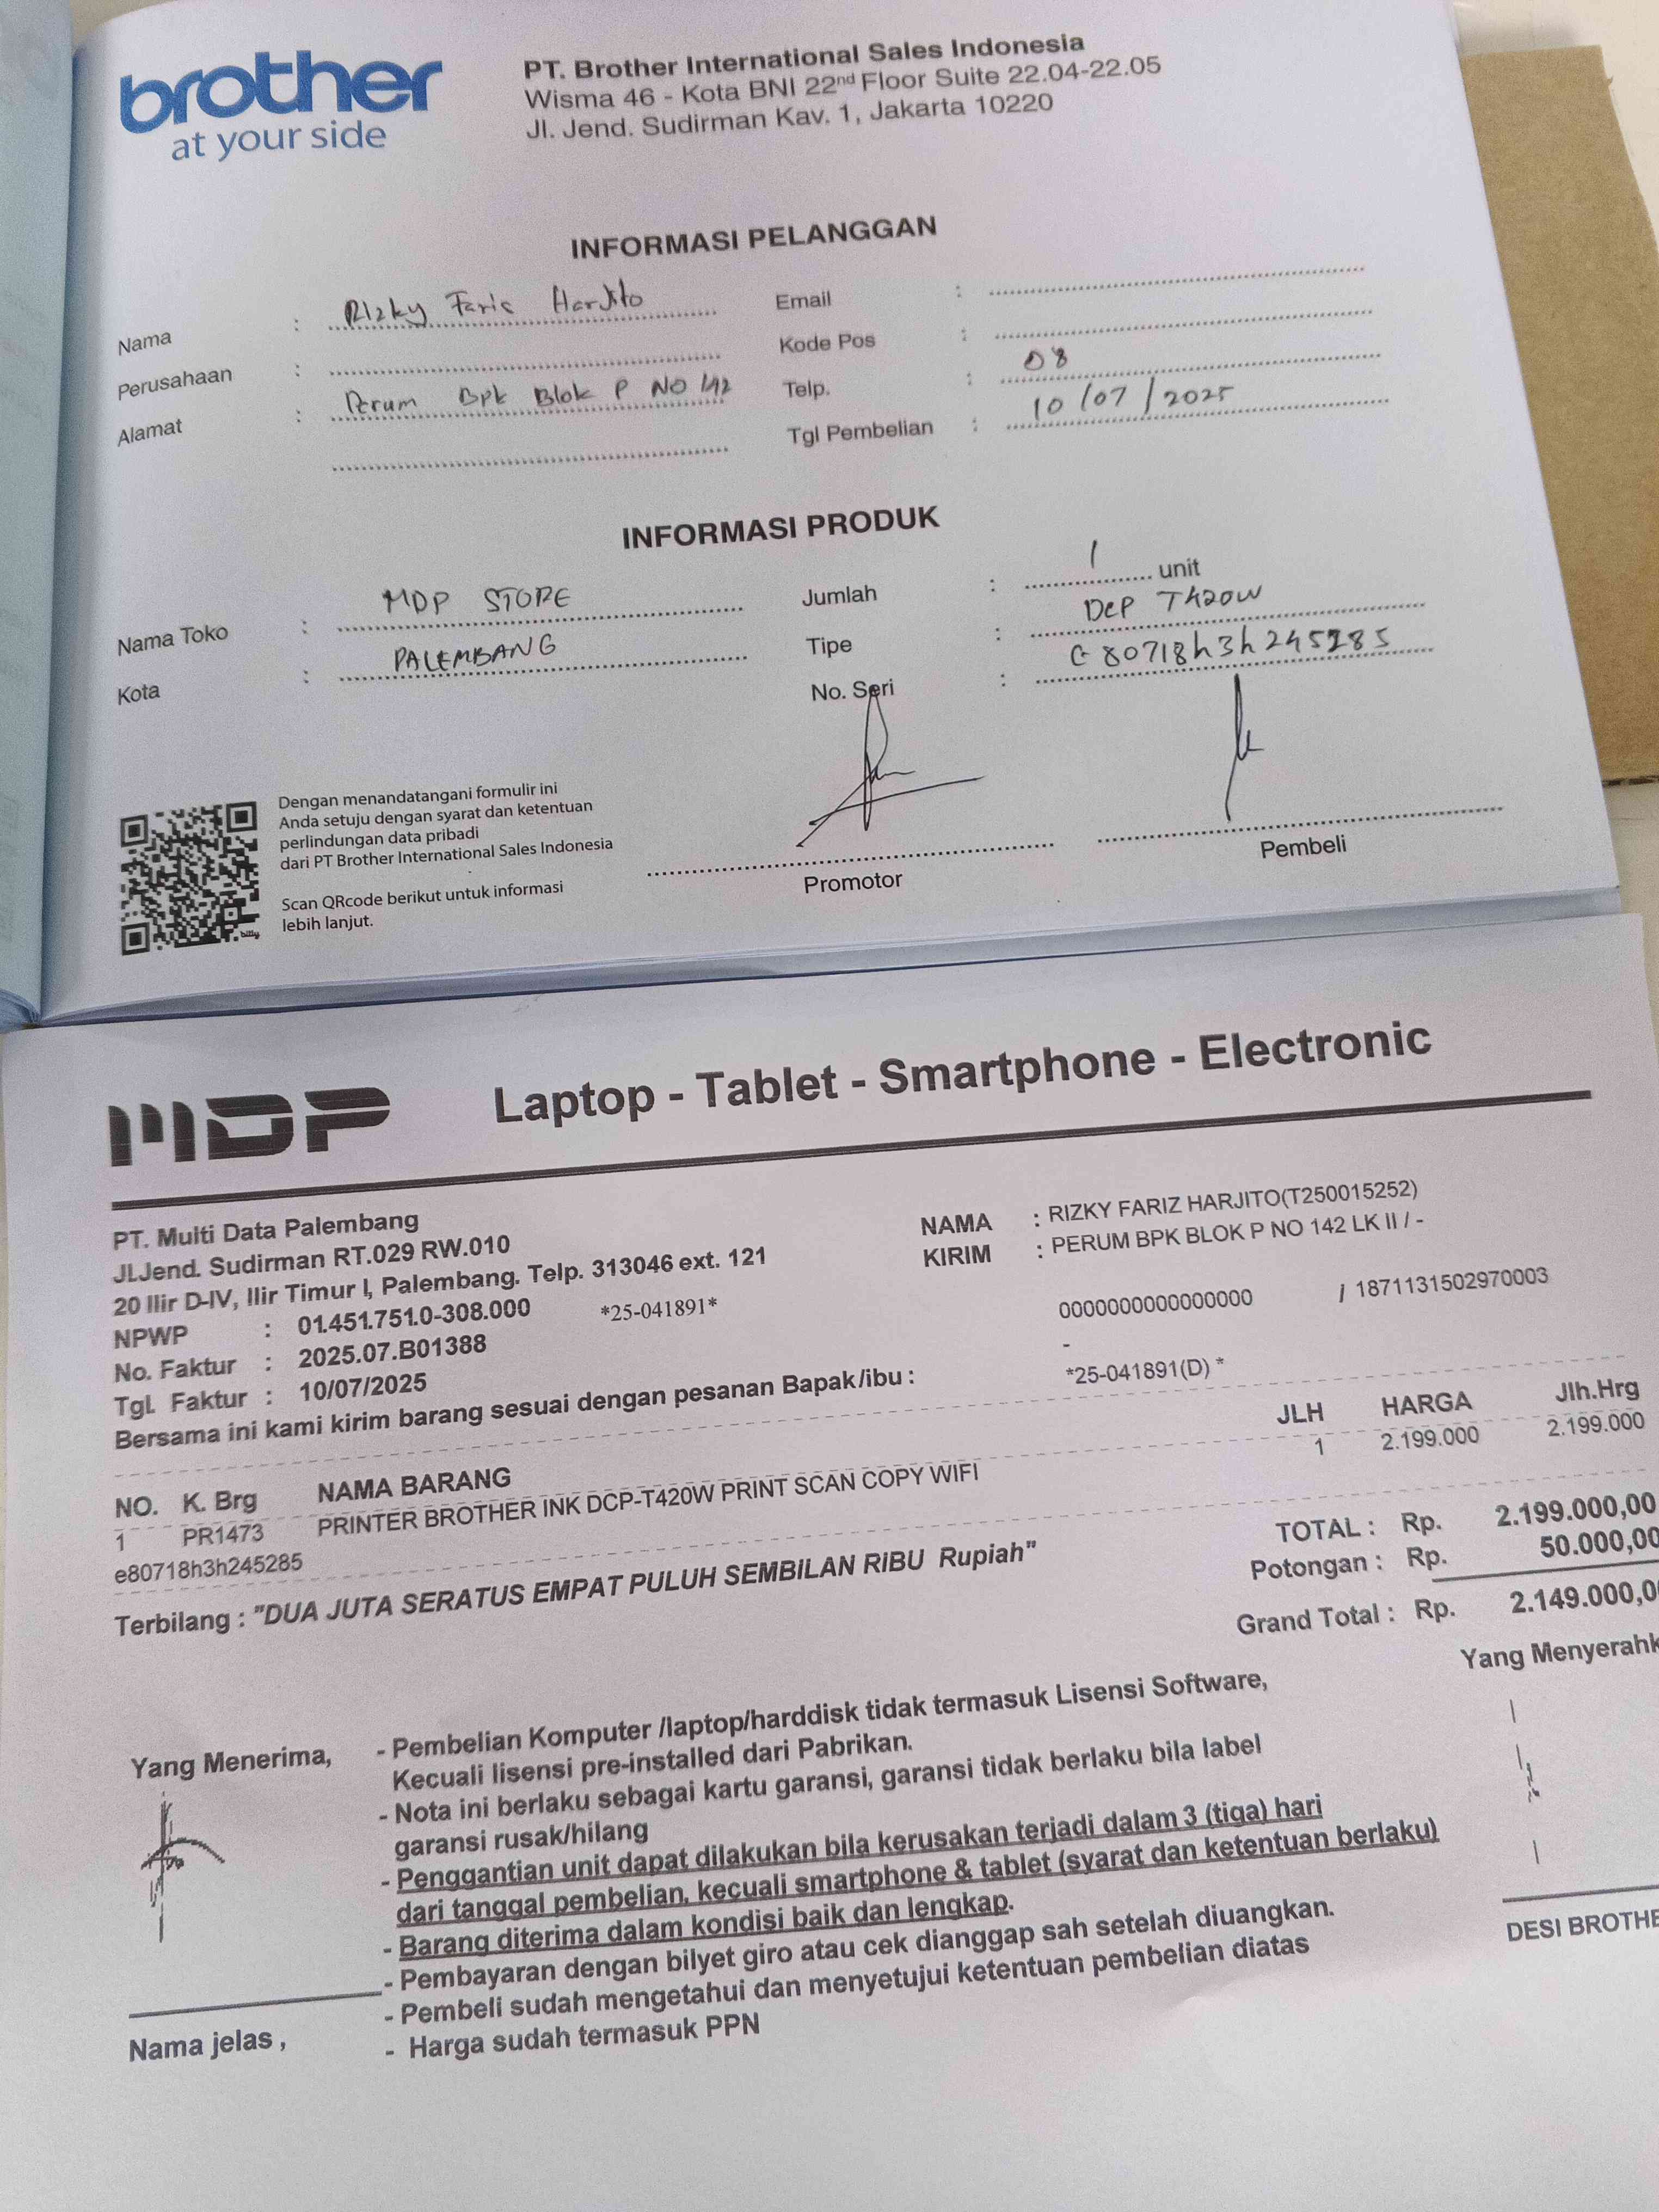 brother
at your side
PT. Brother International Sales Indonesia
Wisma 46 - Kota BNI 22nd Floor Suite 22.04-22.05
Jl. Jend. Sudirman Kav. 1, Jakarta 10220
INFORMASI PELANGGAN
Nama : Rizky Faris Harjito
Perusahaan :
Alamat : Perum Bpk Blok P NO 142
Email :
Kode Pos :
Telp. : 08
Tgl Pembelian : 10/07/2025
INFORMASI PRODUK
Nama Toko : MDP STORE
Kota : PALEMBANG
Jumlah : 1 unit
Tipe : DCP T420W
No. Seri : E80718h3h245285
Dengan menandatangani formulir ini
Anda setuju dengan syarat dan ketentuan
perlindungan data pribadi
dari PT Brother International Sales Indonesia
Scan QRcode berikut untuk informasi
lebih lanjut.
Promotor
Pembeli
MDP
Laptop - Tablet - Smartphone - Electronic
PT. Multi Data Palembang
Jl.Jend. Sudirman RT.029 RW.010
20 Ilir D-IV, Ilir Timur I, Palembang. Telp. 313046 ext. 121
NPWP : 01.451.751.0-308.000 *25-041891*
No. Faktur : 2025.07.B01388
Tgl. Faktur : 10/07/2025
Bersama ini kami kirim barang sesuai dengan pesanan Bapak/ibu :
NAMA : RIZKY FARIZ HARJITO(T250015252)
KIRIM : PERUM BPK BLOK P NO 142 LK II / -
0000000000000000 / 1871131502970003
-
*25-041891(D) *
NO. K. Brg NAMA BARANG JLH HARGA Jlh.Hrg
1 PR1473 PRINTER BROTHER INK DCP-T420W PRINT SCAN COPY WIFI 1 2.199.000 2.199.000
e80718h3h245285
Terbilang : "DUA JUTA SERATUS EMPAT PULUH SEMBILAN RIBU Rupiah"
TOTAL : Rp. 2.199.000,00
Potongan : Rp. 50.000,00
Grand Total : Rp. 2.149.000,0
Yang Menerima,
- Pembelian Komputer /laptop/harddisk tidak termasuk Lisensi Software,
Kecuali lisensi pre-installed dari Pabrikan.
- Nota ini berlaku sebagai kartu garansi, garansi tidak berlaku bila label
garansi rusak/hilang
- Penggantian unit dapat dilakukan bila kerusakan terjadi dalam 3 (tiga) hari
dari tanggal pembelian, kecuali smartphone & tablet (syarat dan ketentuan berlaku)
- Barang diterima dalam kondisi baik dan lengkap.
- Pembayaran dengan bilyet giro atau cek dianggap sah setelah diuangkan.
- Pembeli sudah mengetahui dan menyetujui ketentuan pembelian diatas
- Harga sudah termasuk PPN
Nama jelas ,
Yang Menyerahk
DESI BROTHE